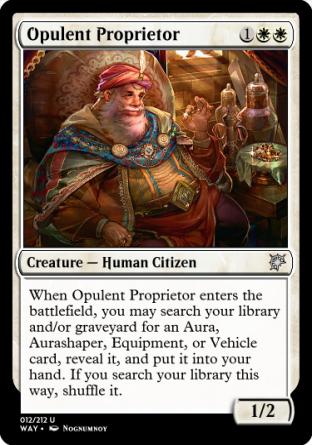 Opulent Proprietor 1
Creature — Human Citizen
When Opulent Proprietor enters the
battlefield, you may search your library
and/or graveyard for an Aura,
Aurashaper, Equipment, or Vehicle
card, reveal it, and put it into your
hand. If you search your library this
way, shuffle it.
1/2
012/212 U
WAY • Nognumnoy